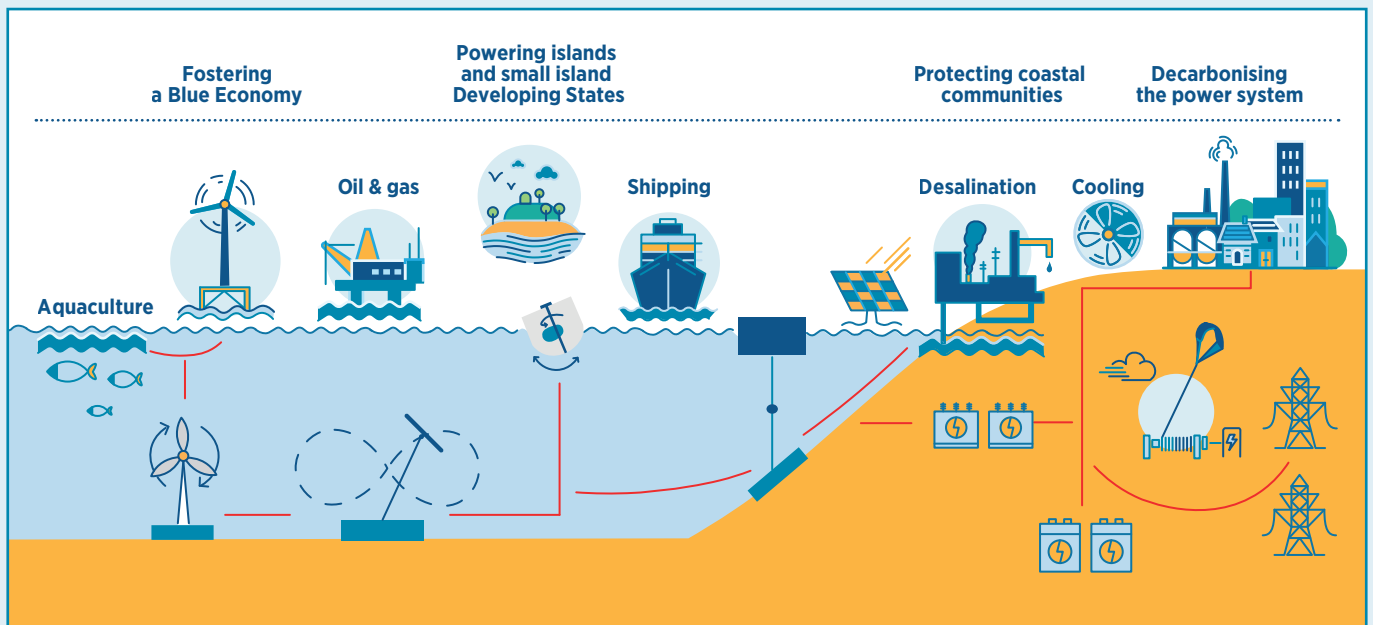 Fostering
a Blue Economy
Powering islands
and small island
Developing States
Protecting coastal
communities
Decarbonising
the power system
Oil & gas
Shipping
Desalination
Cooling
Aquaculture